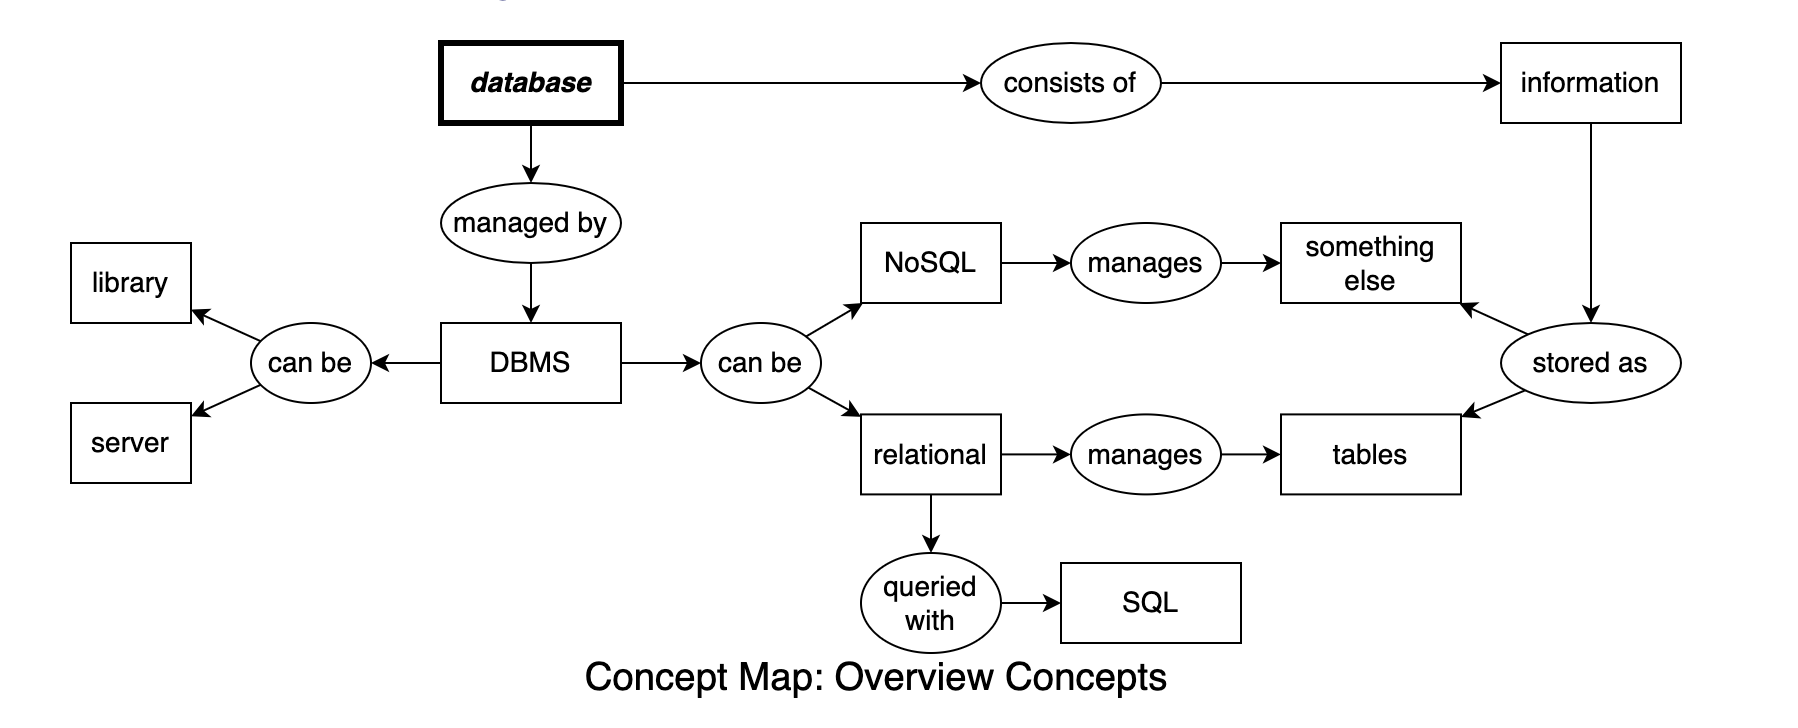 database
consists of
information
managed by
library
NoSQL
manages
something
else
can be
DBMS
can be
stored as
server
relational
manages
tables
queried
with
SQL
Concept Map: Overview Concepts